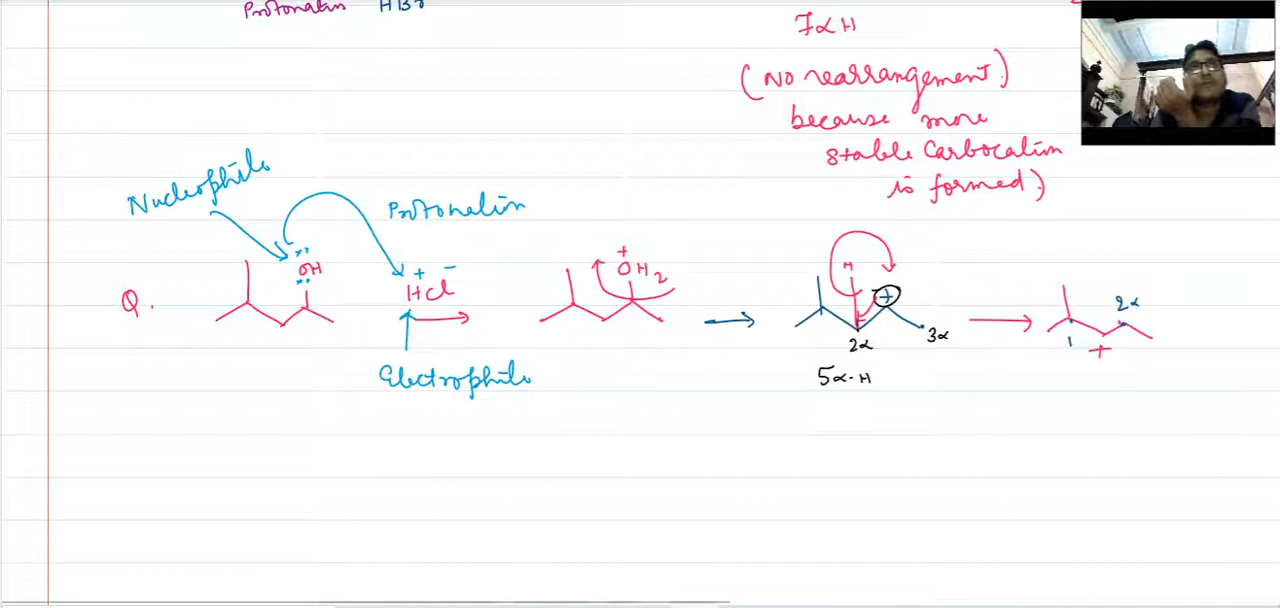 Protonation HBr
7αH
(No rearrangement)
because more
stable Carbocation
is formed)
Nucleophile
Protonation
Q.
OH
+ -
HCl
+
OH2
H
+
2α
3α
5α-H
2α
1
+
Electrophile